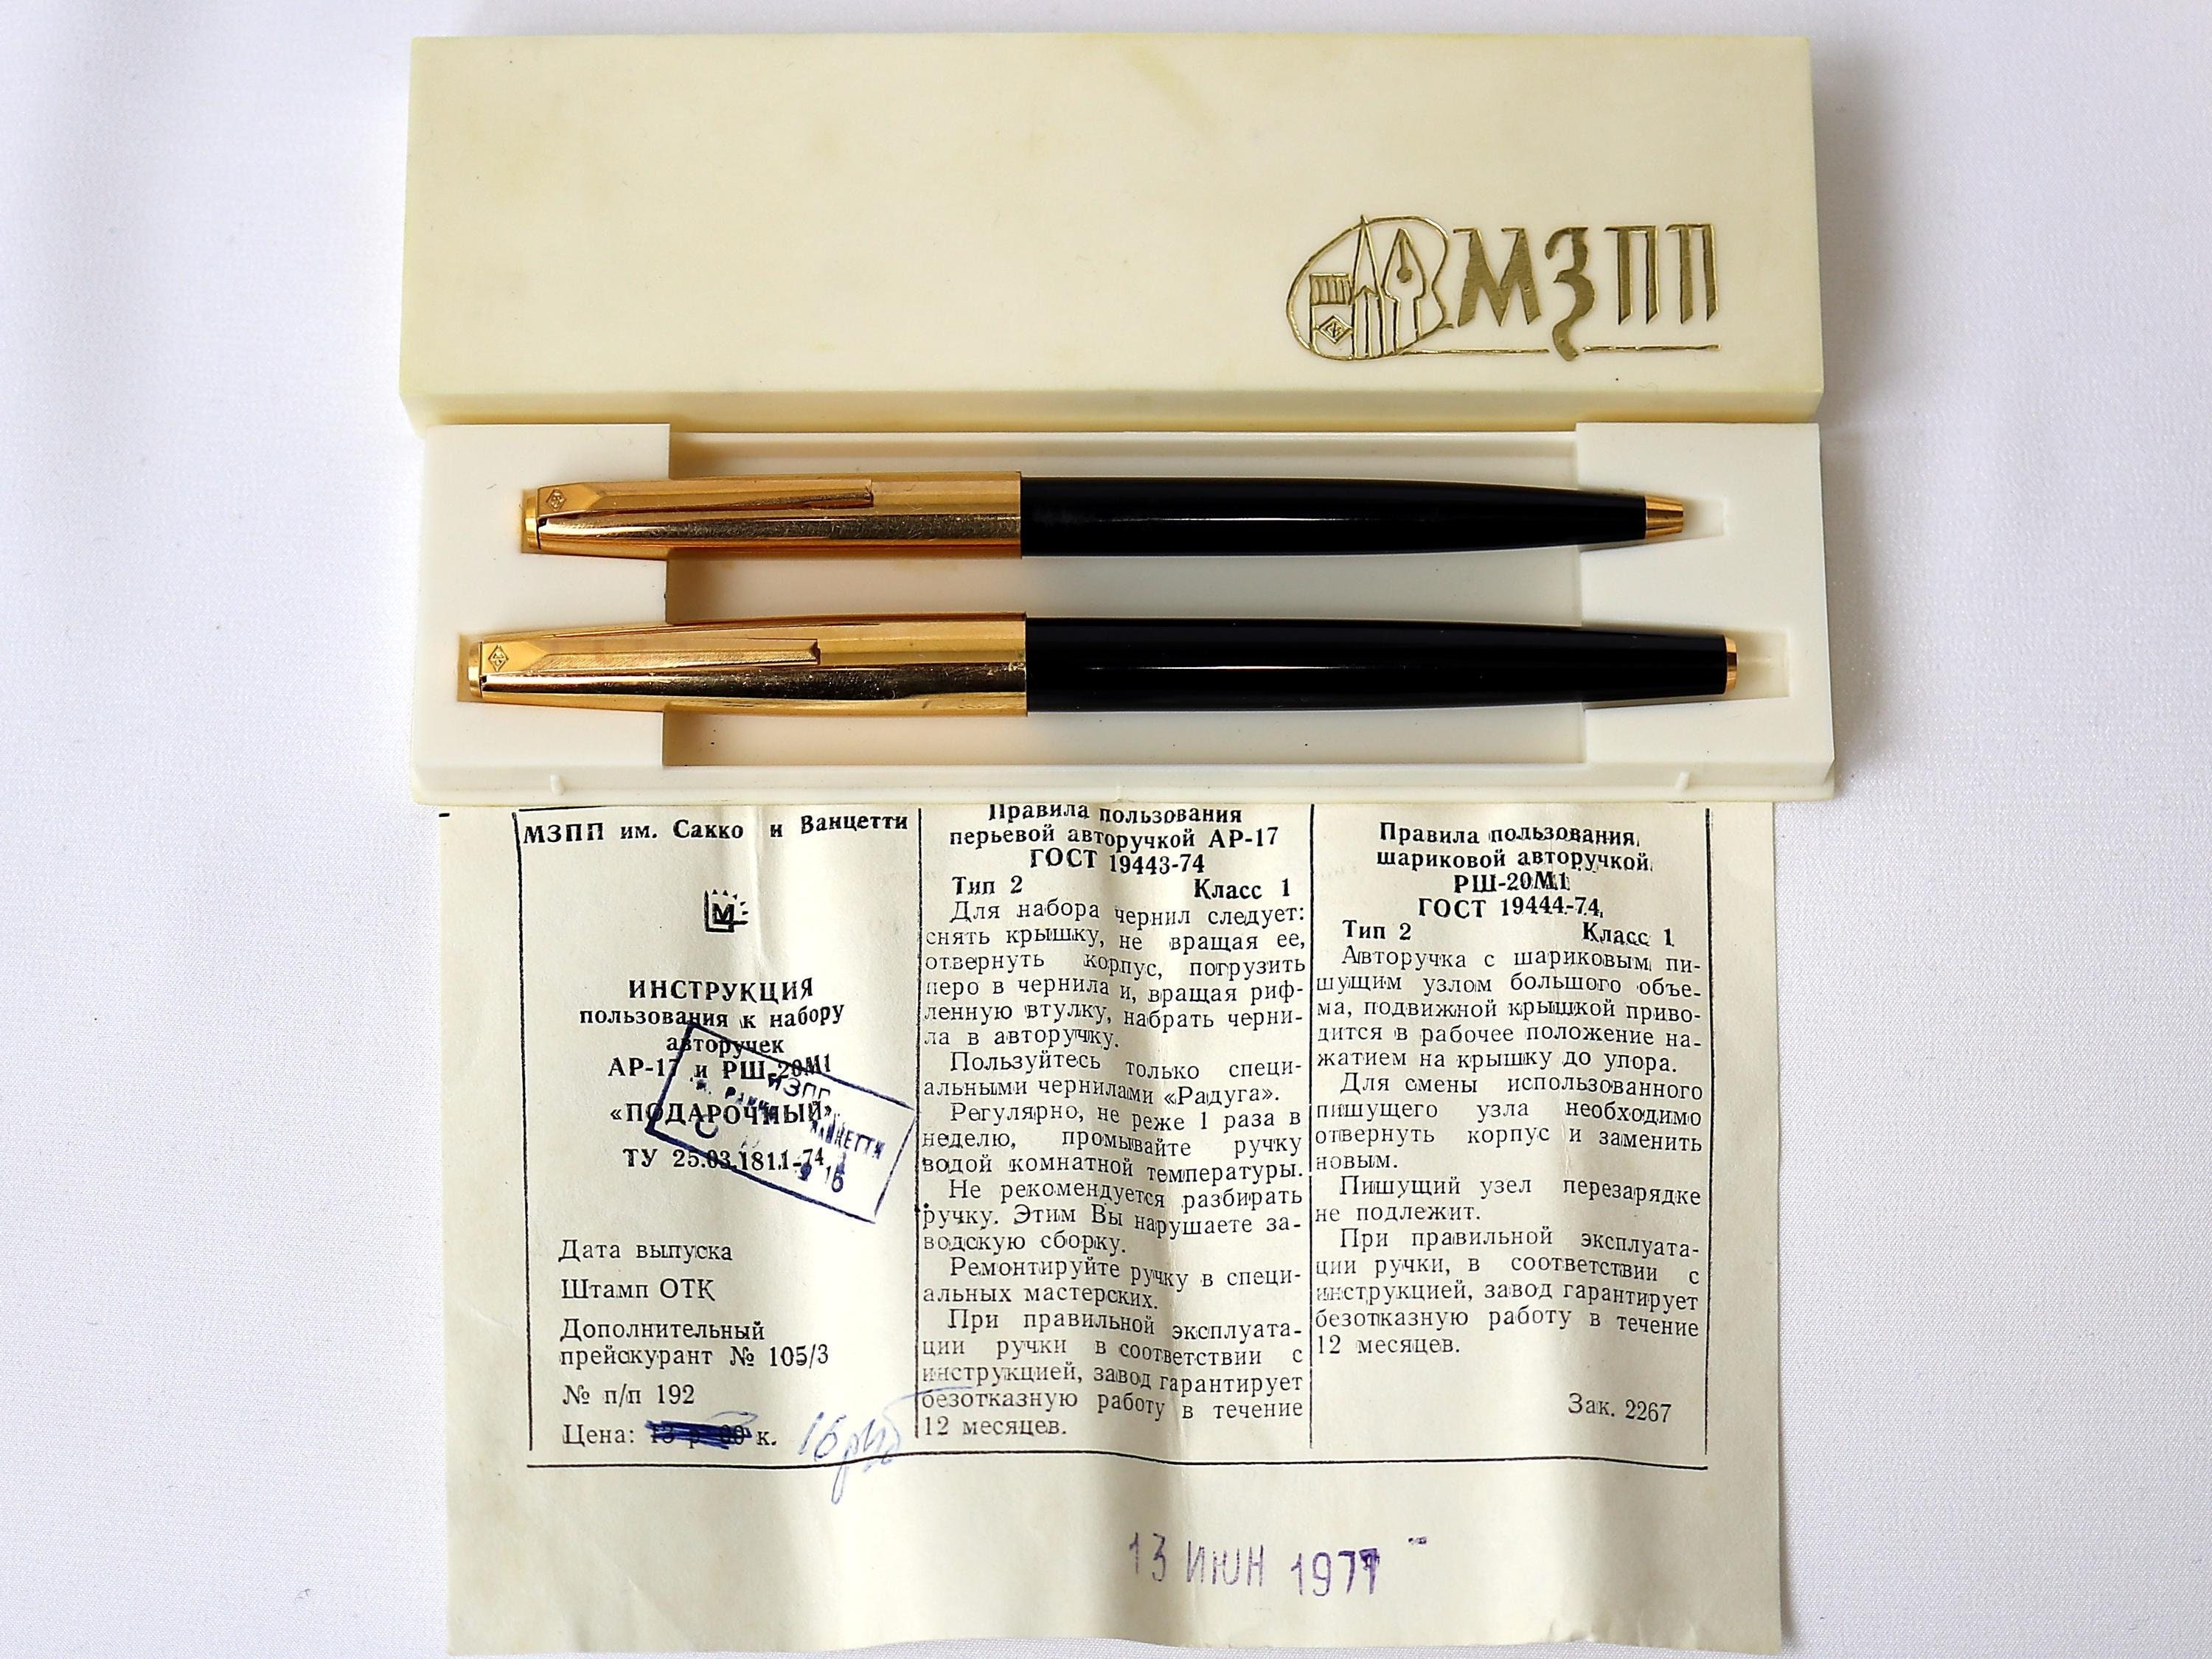 МЗПП
МЗПП им. Сакко и Ванцетти
М
ИНСТРУКЦИЯ
пользования к набору
авторучек
АР-17 и РШ-20М1
«ПОДАРОЧНЫЙ»
ТУ 25.03.1811-74
МЗПП
16
Дата выпуска
Штамп ОТК
Дополнительный
прейскурант № 105/3
№ п/п 192
Цена: к.
Правила пользования
перьевой авторучкой АР-17
ГОСТ 19443-74
Тип 2 Класс 1
Для набора чернил следует:
снять крышку, не вращая ее,
отвернуть корпус, погрузить
перо в чернила и, вращая риф-
ленную втулку, набрать черни-
ла в авторучку.
Пользуйтесь только специ-
альными чернилами «Радуга».
Регулярно, не реже 1 раза в
неделю, промывайте ручку
водой комнатной температуры.
Не рекомендуется разбирать
ручку. Этим Вы нарушаете за-
водскую сборку.
Ремонтируйте ручку в специ-
альных мастерских.
При правильной эксплуата-
ции ручки в соответствии с
инструкцией, завод гарантирует
безотказную работу в течение
12 месяцев.
Правила пользования
шариковой авторучкой
РШ-20М1
ГОСТ 19444-74
Тип 2 Класс 1
Авторучка с шариковым пи-
шущим узлом большого объе-
ма, подвижной крышкой приво-
дится в рабочее положение на-
жатием на крышку до упора.
Для смены использованного
пишущего узла необходимо
отвернуть корпус и заменить
новым.
Пишущий узел перезарядке
не подлежит.
При правильной эксплуата-
ции ручки, в соответствии с
инструкцией, завод гарантирует
безотказную работу в течение
12 месяцев.
Зак. 2267
13 ИЮН 1977